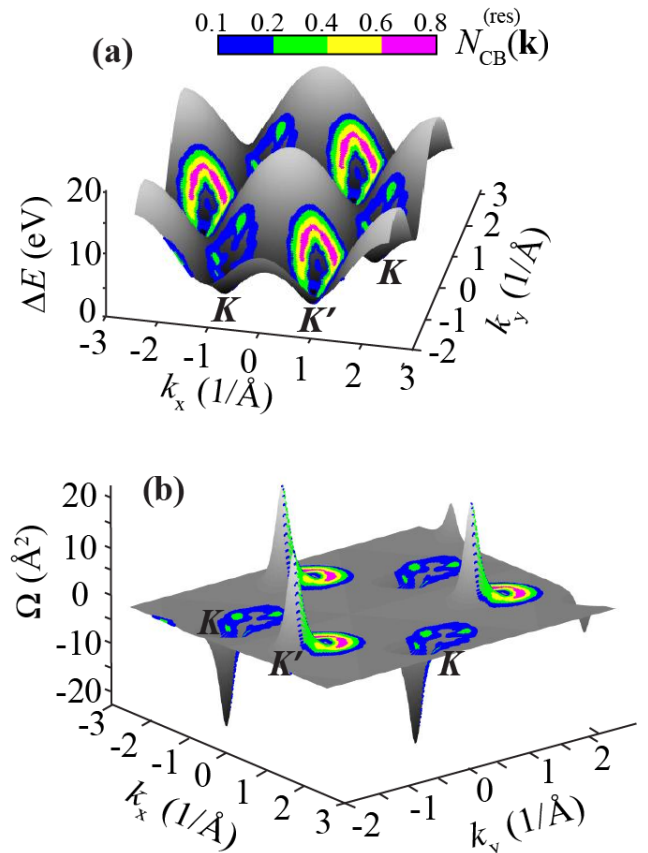 0.1 0.2 0.4 0.6 0.8 N_CB^(res)(k)
(a)
ΔE (eV)
20
10
0
K
K'
K
-3 -2 -1 0 1 2 3
k_x (1/Å)
3
2
1
0
-1
-2
k_y (1/Å)
(b)
Ω (Å²)
20
10
0
-10
-20
K
K'
K
-3 -2 -1 0 1 2 3
k_x (1/Å)
-2 -1 0 1 2
k_y (1/Å)